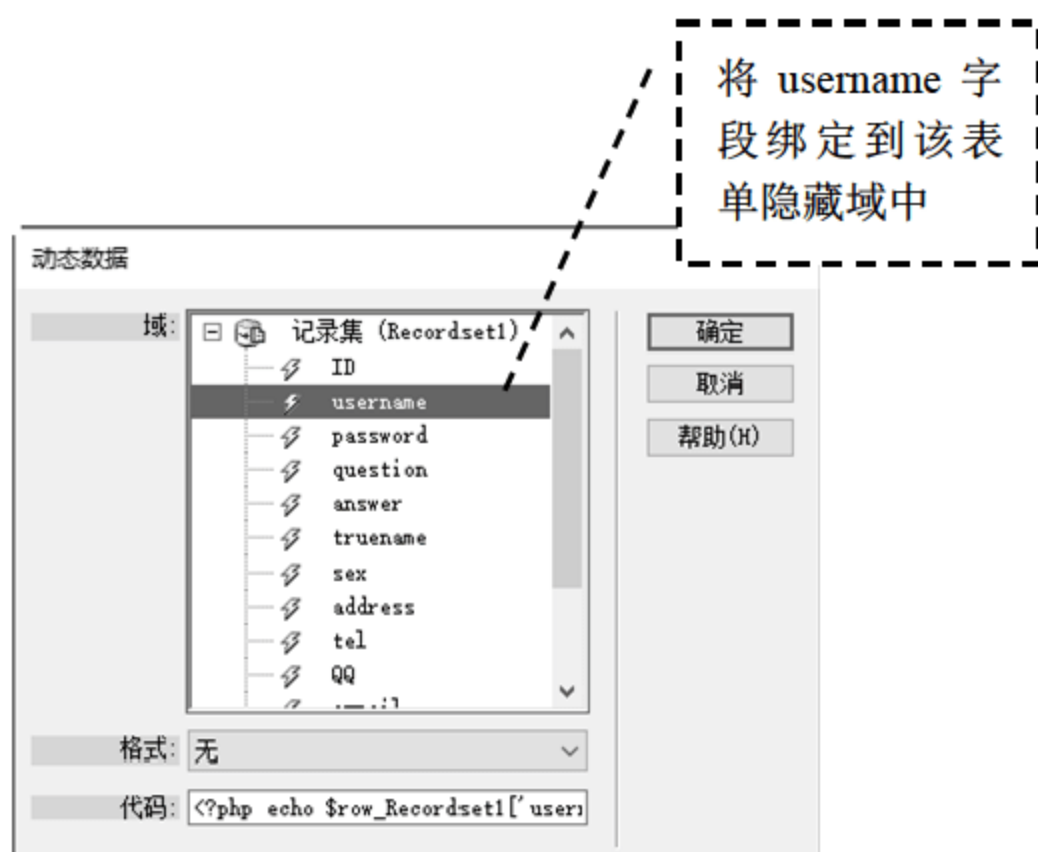 将 username 字
段绑定到该表
单隐藏域中
动态数据
域:
记录集 (Recordset1)
ID
username
password
question
answer
truename
sex
address
tel
QQ
确定
取消
帮助(H)
格式: 无
代码: <?php echo $row_Recordset1['user